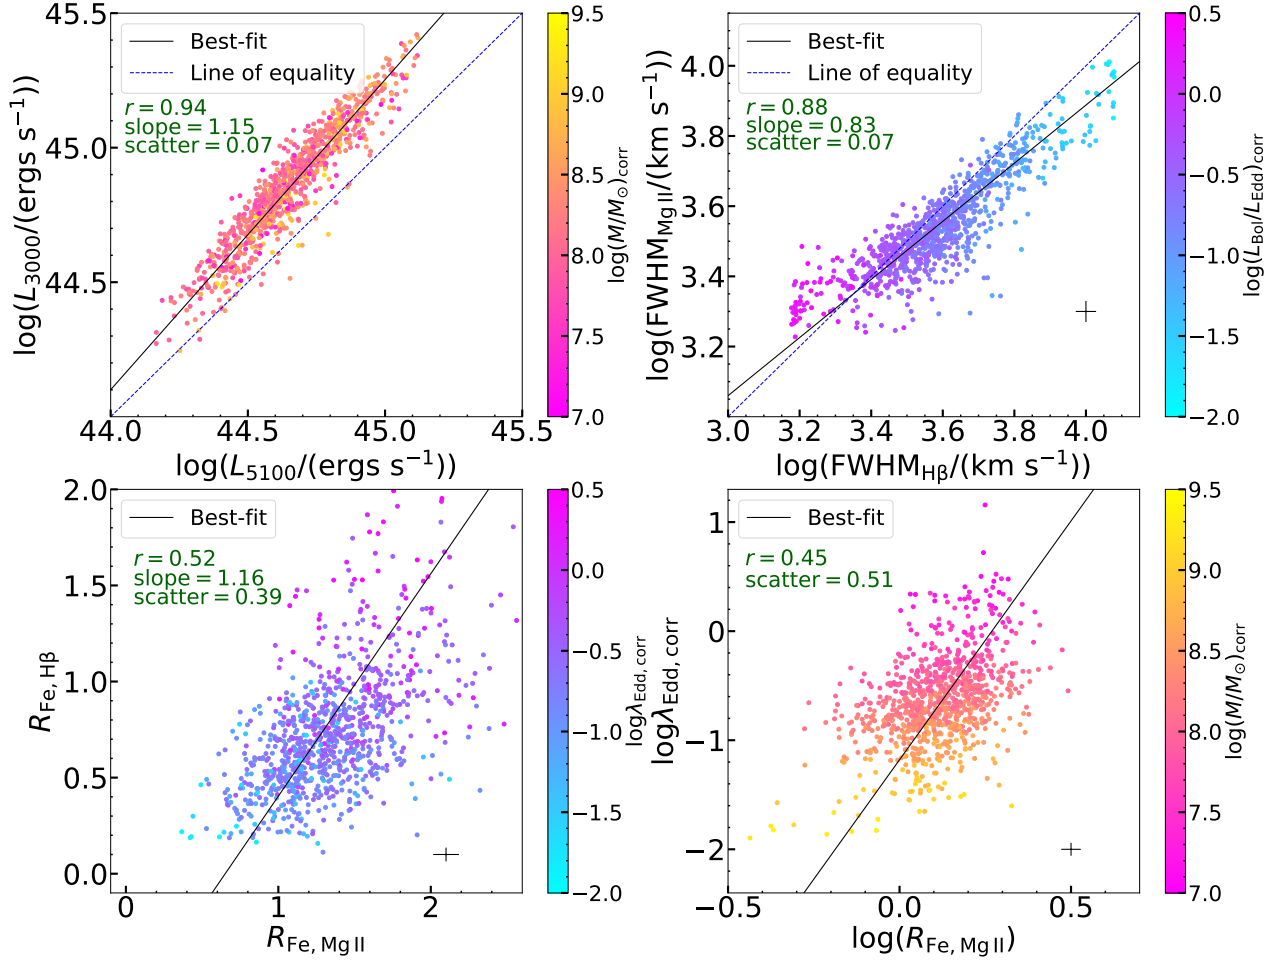 45.5
45.0
44.5
44.0
44.5
45.0
45.5
log(L3000/(ergs s−1))
log(L5100/(ergs s−1))
Best-fit
Line of equality
r = 0.94
slope = 1.15
scatter = 0.07
9.5
9.0
8.5
8.0
7.5
7.0
log(M/M⊙)corr
4.0
3.8
3.6
3.4
3.2
3.0
3.2
3.4
3.6
3.8
4.0
log(FWHMMg II/(km s−1))
log(FWHMHβ/(km s−1))
Best-fit
Line of equality
r = 0.88
slope = 0.83
scatter = 0.07
0.5
0.0
−0.5
−1.0
−1.5
−2.0
log(LBol/LEdd)corr
2.0
1.5
1.0
0.5
0.0
0
1
2
RFe, Hβ
RFe, Mg II
Best-fit
r = 0.52
slope = 1.16
scatter = 0.39
0.5
0.0
−0.5
−1.0
−1.5
−2.0
logλEdd, corr
1
0
−1
−2
−0.5
0.0
0.5
logλEdd, corr
log(RFe, Mg II)
Best-fit
r = 0.45
scatter = 0.51
9.5
9.0
8.5
8.0
7.5
7.0
log(M/M⊙)corr